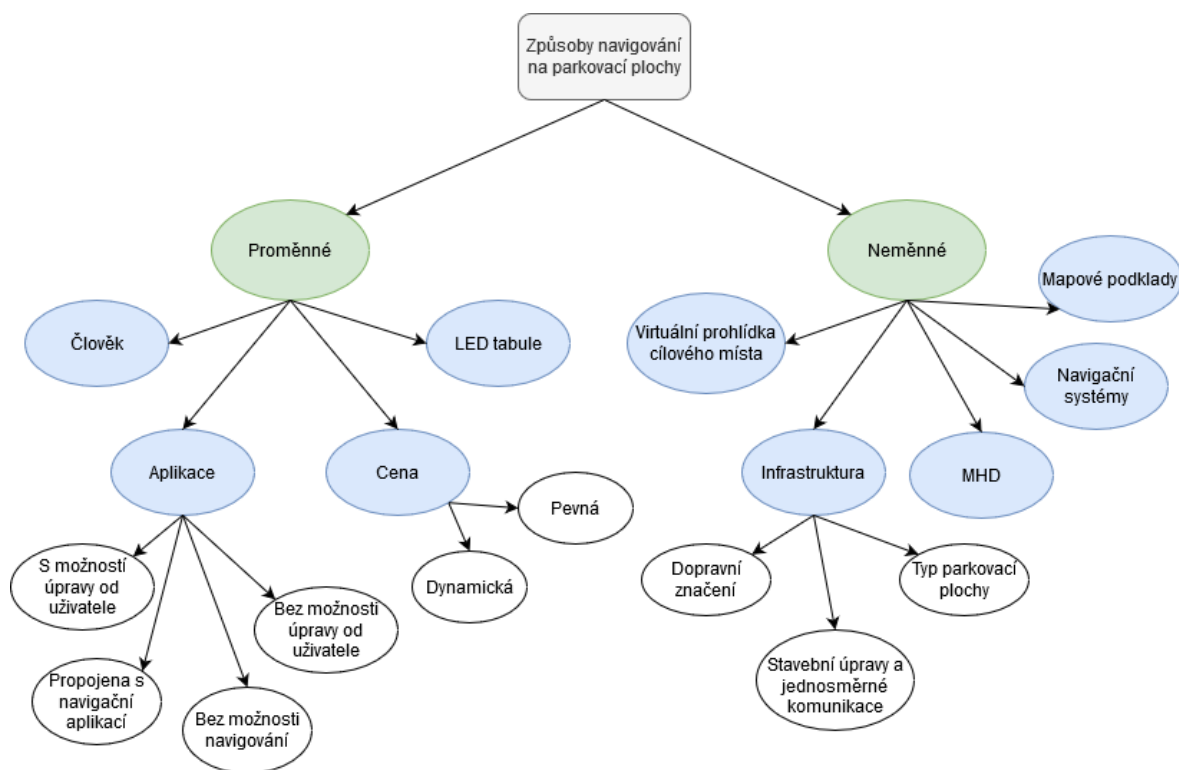 Způsoby navigování
na parkovací plochy
Proměnné
Neměnné
Mapové podklady
Člověk
LED tabule
Virtuální prohlídka
cílového místa
Navigační
systémy
Aplikace
Cena
Infrastruktura
MHD
Pevná
S možností
úpravy od
uživatele
Dynamická
Dopravní
značení
Typ parkovací
plochy
Bez možnosti
úpravy od
uživatele
Propojena s
navigační
aplikací
Bez možnosti
navigování
Stavební úpravy a
jednosměrné
komunikace